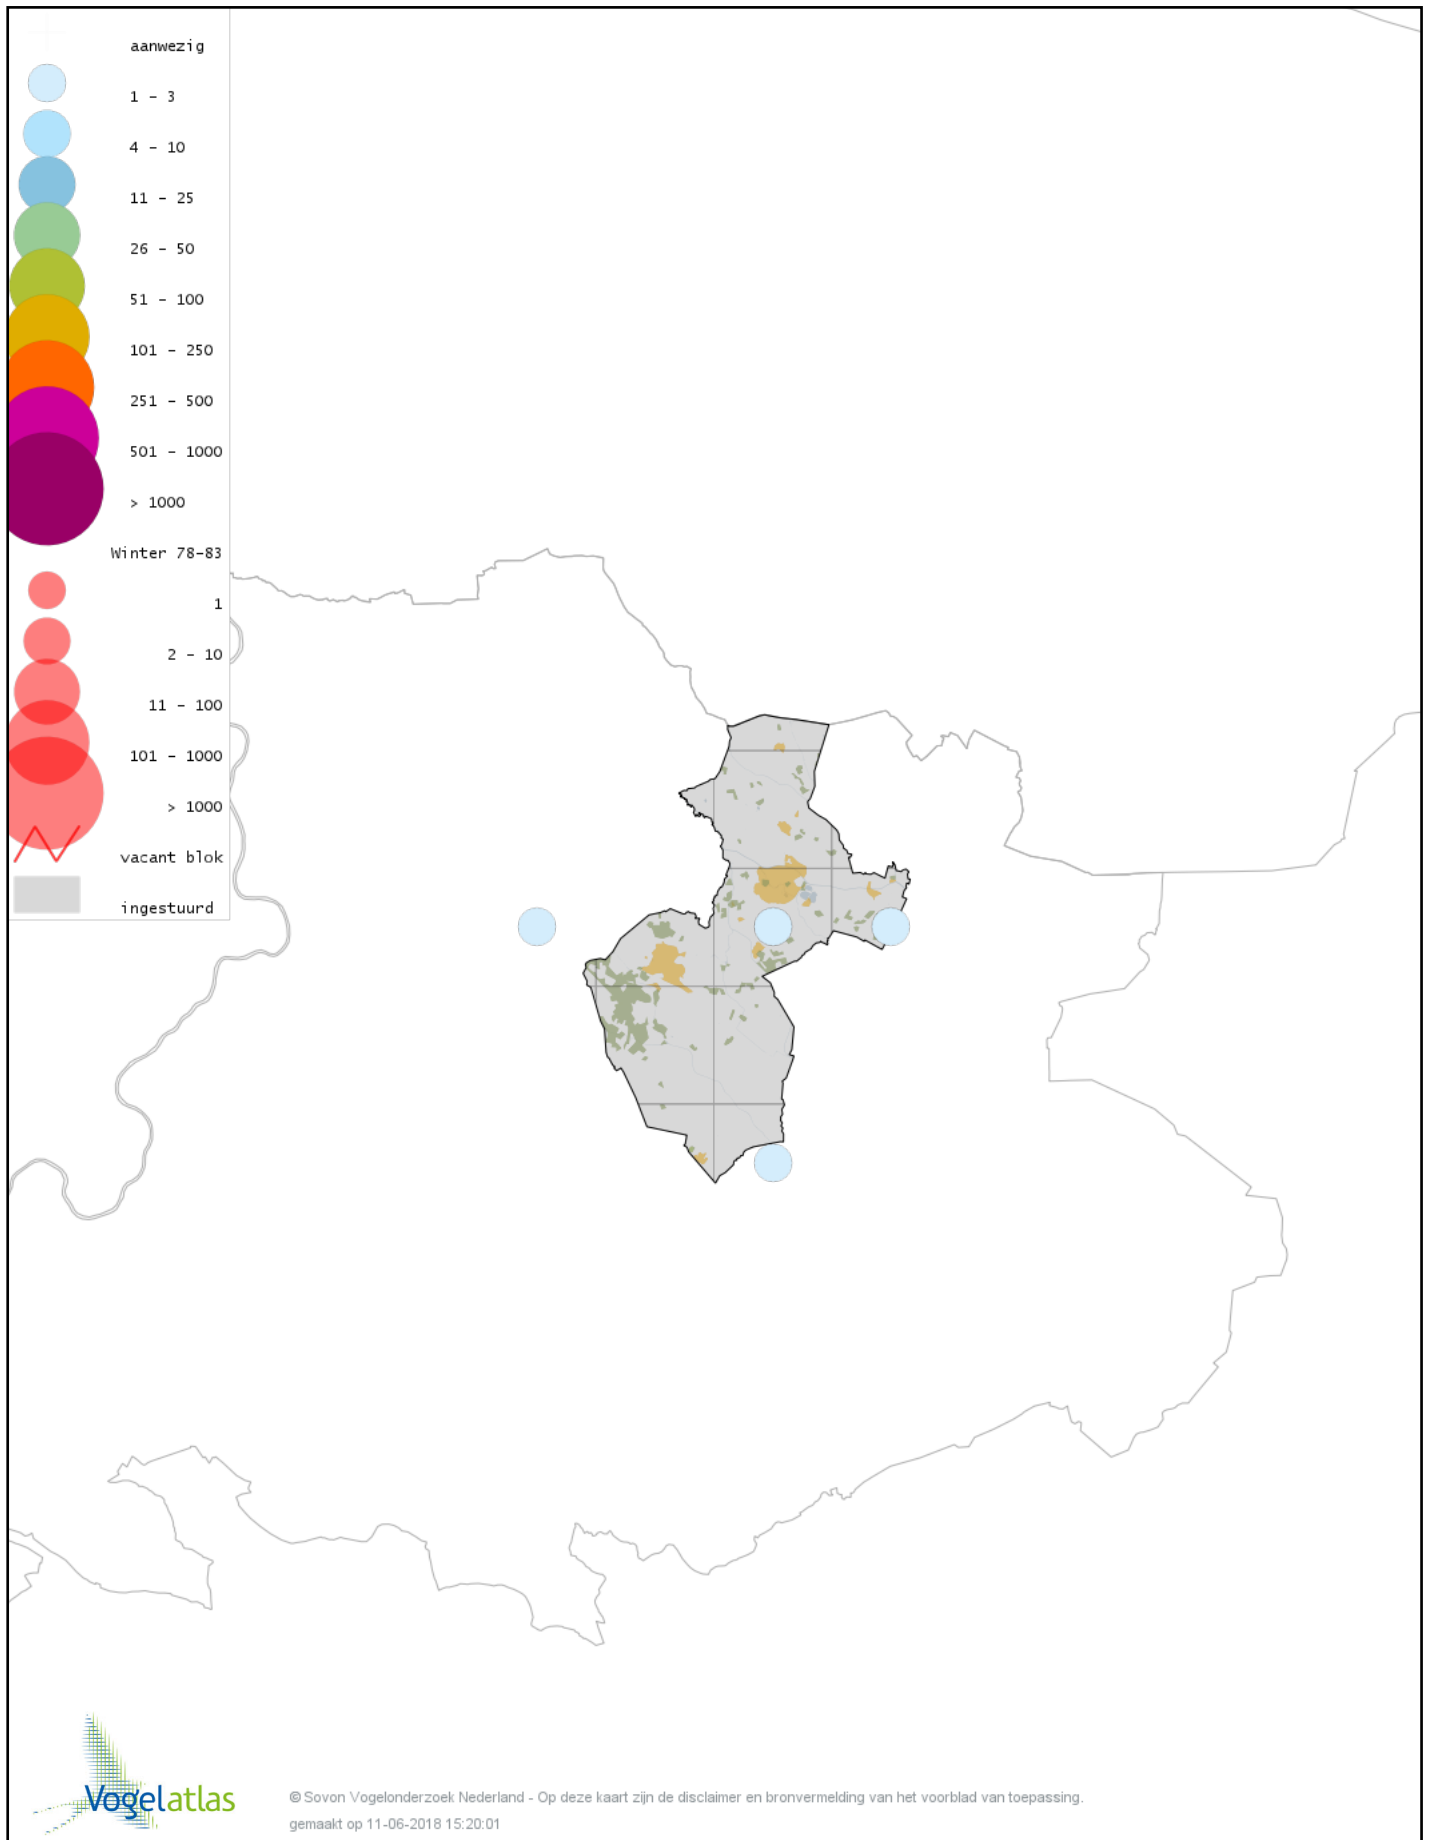 aanwezig
1 - 3
4 - 10
11 - 25
26 - 50
51 - 100
101 - 250
251 - 500
501 - 1000
> 1000
Winter 78-83
1
2 - 10
11 - 100
101 - 1000
> 1000
vacant blok
ingestuurd
Vogelatlas
© Sovon Vogelonderzoek Nederland - Op deze kaart zijn de disclaimer en bronvermelding van het voorblad van toepassing.
gemaakt op 11-06-2018 15:20:01